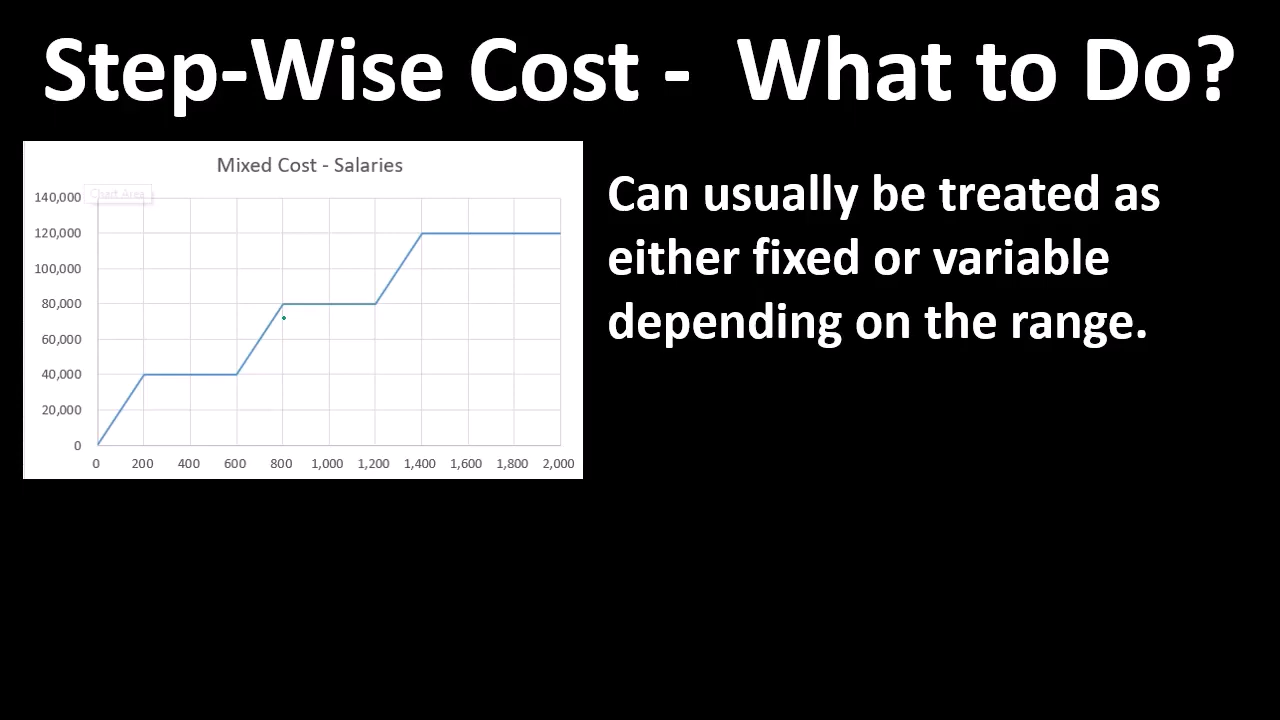 Step-Wise Cost -  What to Do?
Mixed Cost - Salaries
Chart Area
140,000
120,000
100,000
80,000
60,000
40,000
20,000
0
0 200 400 600 800 1,000 1,200 1,400 1,600 1,800 2,000
Can usually be treated as
either fixed or variable
depending on the range.